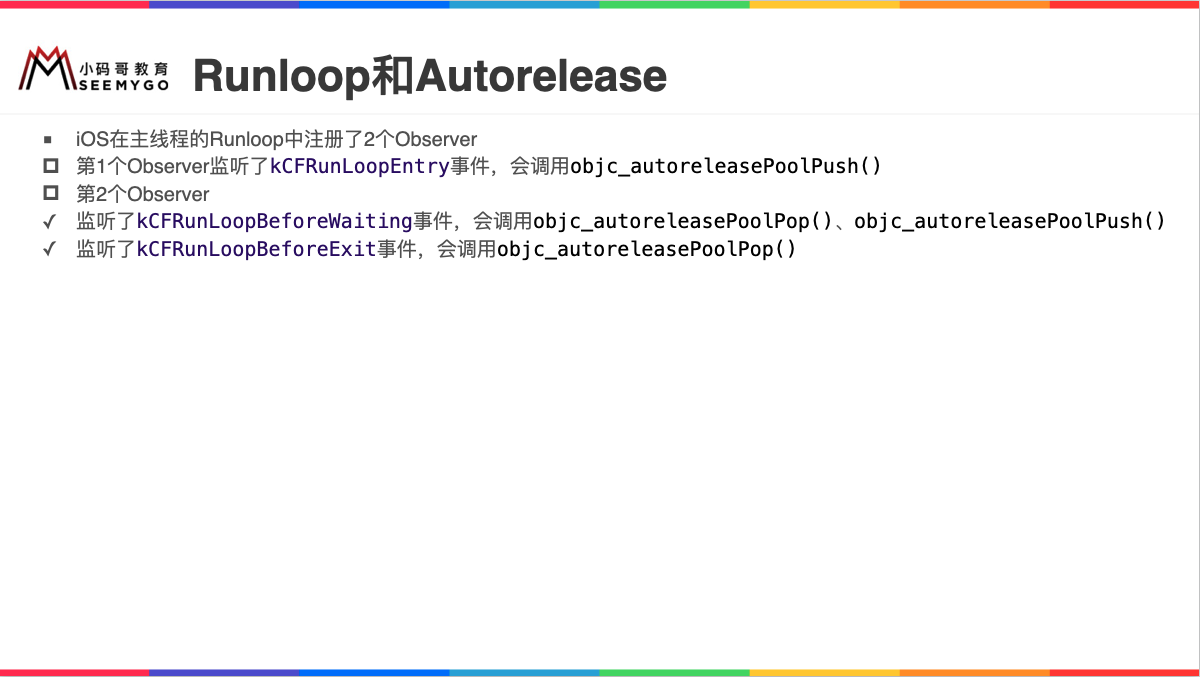 小码哥教育
SEEMYGO
Runloop和Autorelease
iOS在主线程的Runloop中注册了2个Observer
第1个Observer监听了kCFRunLoopEntry事件，会调用objc_autoreleasePoolPush()
第2个Observer
监听了kCFRunLoopBeforeWaiting事件，会调用objc_autoreleasePoolPop()、objc_autoreleasePoolPush()
监听了kCFRunLoopBeforeExit事件，会调用objc_autoreleasePoolPop()